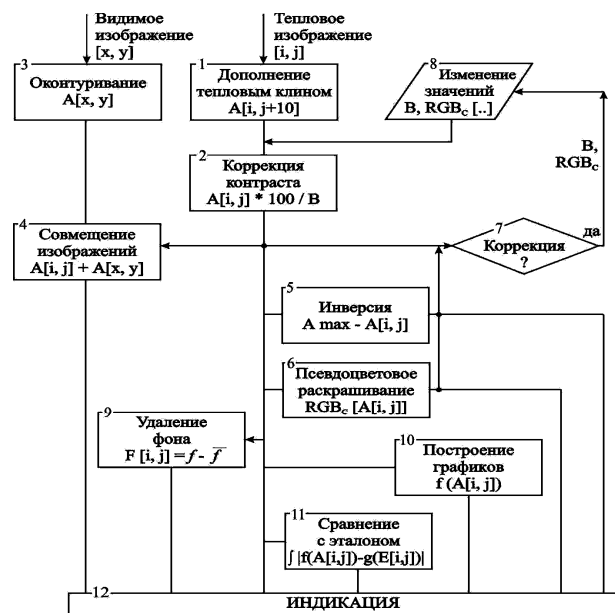 Видимое
изображение
[x, y]
Тепловое
изображение
[i, j]
3
Оконтуривание
A[x, y]
1
Дополнение
тепловым клином
A[i, j+10]
8
Изменение
значений
B, RGBc [..]
2
Коррекция
контраста
A[i, j] * 100 / B
B,
RGBc
4
Совмещение
изображений
A[i, j] + A[x, y]
7
Коррекция
?
да
5
Инверсия
A max - A[i, j]
6
Псевдоцветовое
раскрашивание
RGBc [A[i, j]]
9
Удаление
фона
F [i, j] = f - f̅
10
Построение
графиков
f (A[i, j])
11
Сравнение
с эталоном
∫ |f(A[i,j])-g(E[i,j])|
12
ИНДИКАЦИЯ